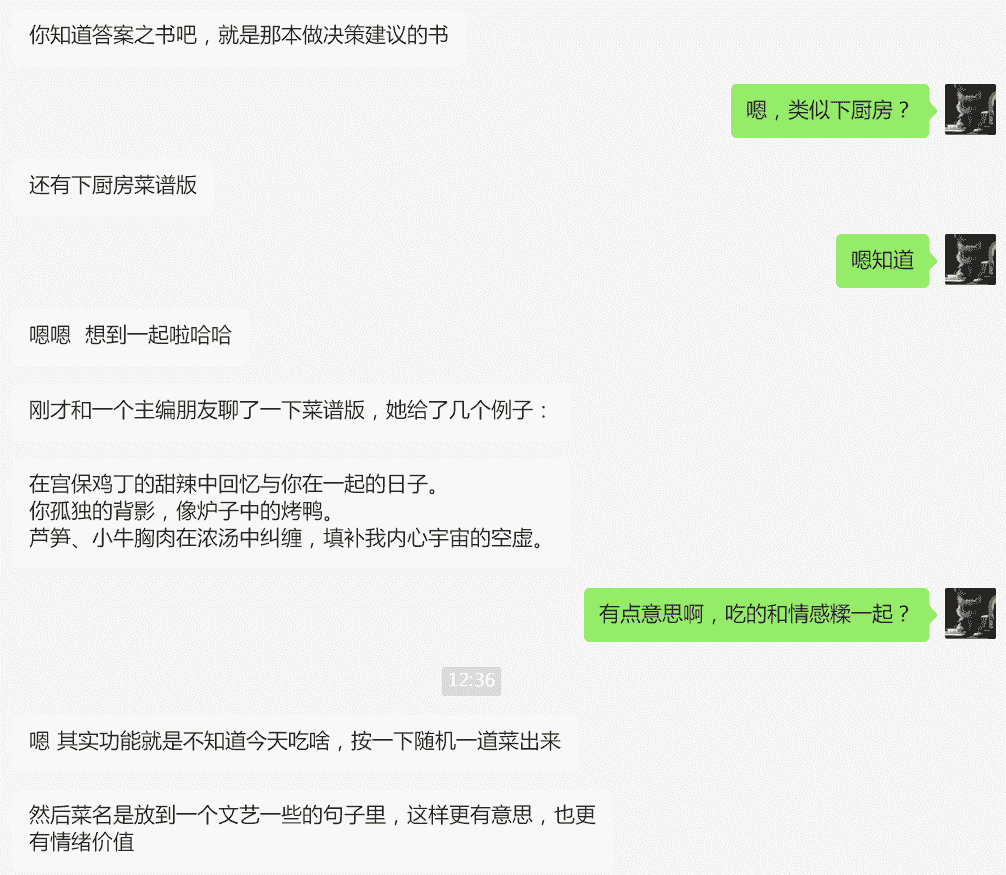 你知道答案之书吧，就是那本做决策建议的书
嗯，类似下厨房？
还有下厨房菜谱版
嗯知道
嗯嗯  想到一起啦哈哈
刚才和一个主编朋友聊了一下菜谱版，她给了几个例子：
在宫保鸡丁的甜辣中回忆与你在一起的日子。
你孤独的背影，像炉子中的烤鸭。
芦笋、小牛胸肉在浓汤中纠缠，填补我内心宇宙的空虚。
有点意思啊，吃的和情感糅一起？
12:36
嗯 其实功能就是不知道今天吃啥，按一下随机一道菜出来
然后菜名是放到一个文艺一些的句子里，这样更有意思，也更
有情绪价值